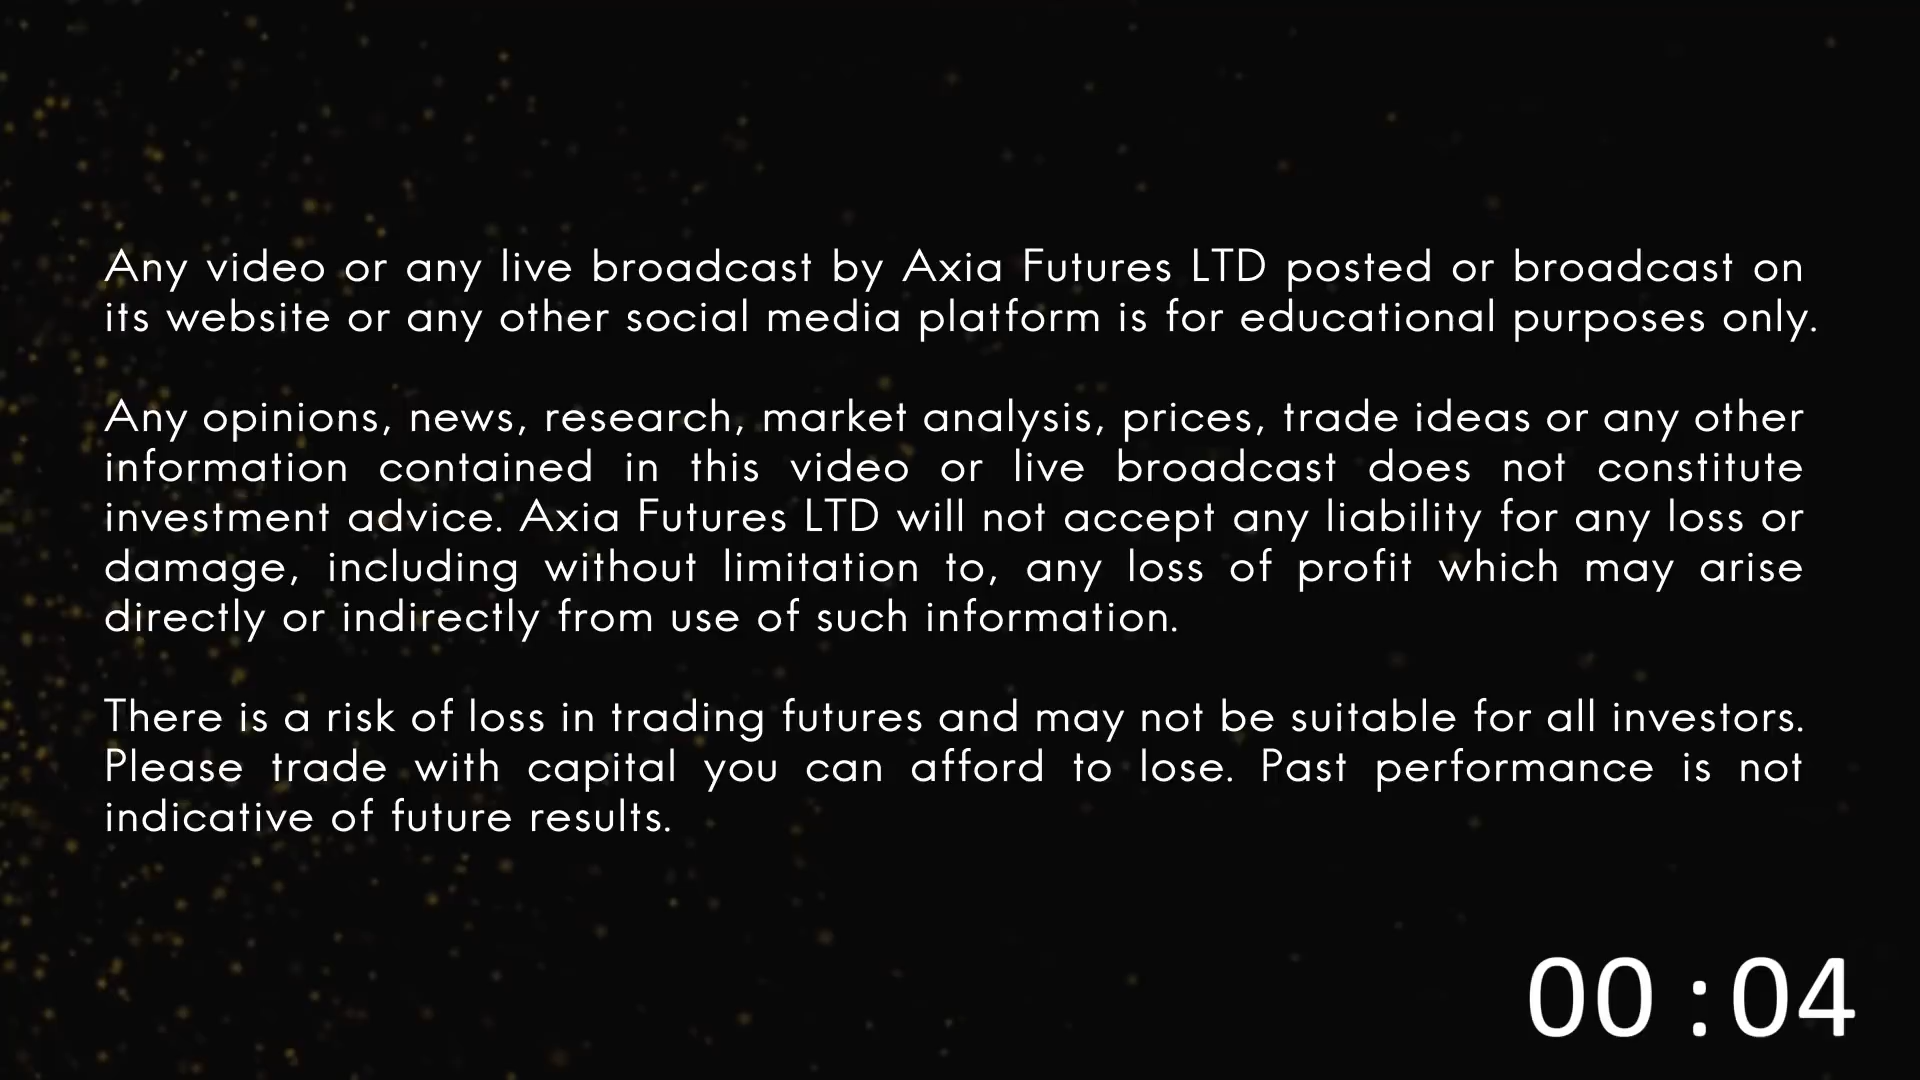 Any video or any live broadcast by Axia Futures LTD posted or broadcast on
its website or any other social media platform is for educational purposes only.
Any opinions, news, research, market analysis, prices, trade ideas or any other
information contained in this video or live broadcast does not constitute
investment advice. Axia Futures LTD will not accept any liability for any loss or
damage, including without limitation to, any loss of profit which may arise
directly or indirectly from use of such information.
There is a risk of loss in trading futures and may not be suitable for all investors.
Please trade with capital you can afford to lose. Past performance is not
indicative of future results.
00 : 04